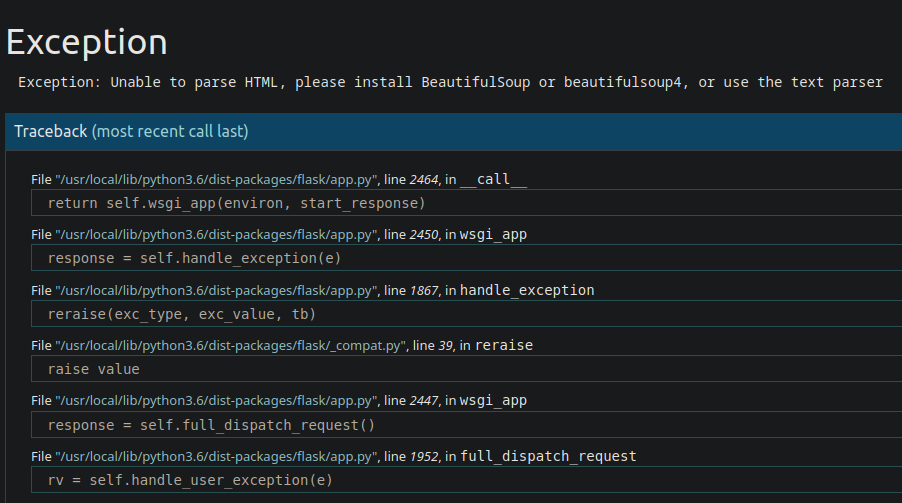 Exception
Exception: Unable to parse HTML, please install BeautifulSoup or beautifulsoup4, or use the text parser
Traceback (most recent call last)
File "/usr/local/lib/python3.6/dist-packages/flask/app.py", line 2464, in __call__
return self.wsgi_app(environ, start_response)
File "/usr/local/lib/python3.6/dist-packages/flask/app.py", line 2450, in wsgi_app
response = self.handle_exception(e)
File "/usr/local/lib/python3.6/dist-packages/flask/app.py", line 1867, in handle_exception
reraise(exc_type, exc_value, tb)
File "/usr/local/lib/python3.6/dist-packages/flask/_compat.py", line 39, in reraise
raise value
File "/usr/local/lib/python3.6/dist-packages/flask/app.py", line 2447, in wsgi_app
response = self.full_dispatch_request()
File "/usr/local/lib/python3.6/dist-packages/flask/app.py", line 1952, in full_dispatch_request
rv = self.handle_user_exception(e)